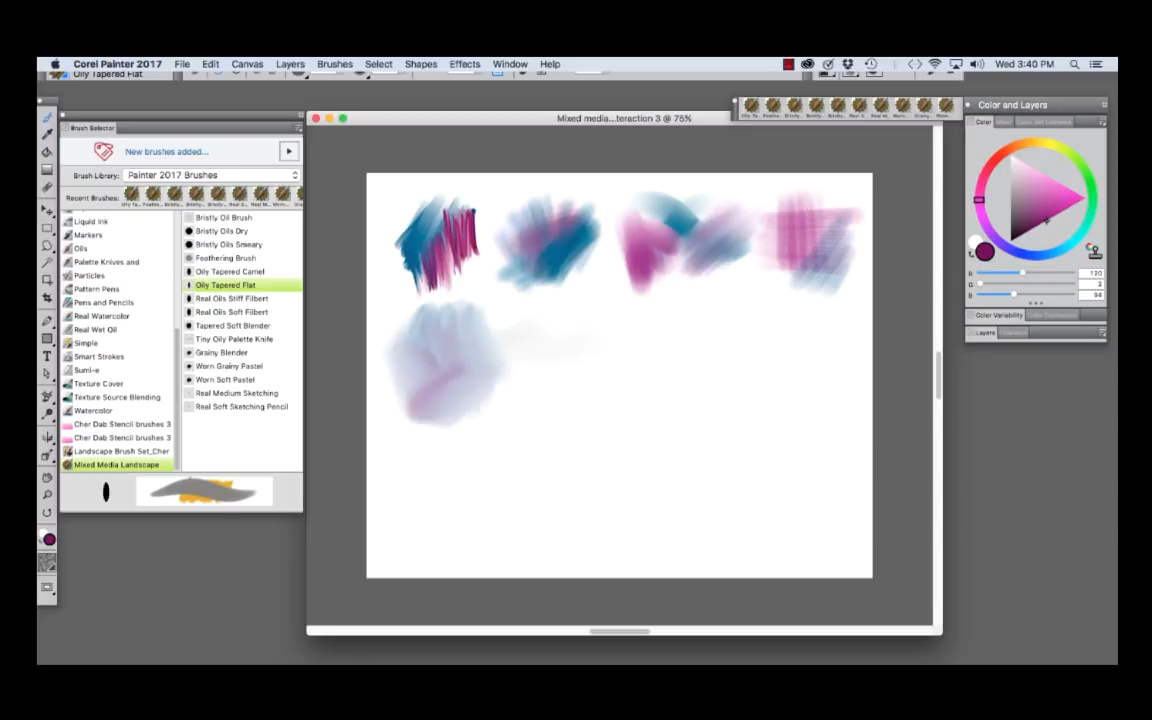 Corel Painter 2017 File Edit Canvas Layers Brushes Select Shapes Effects Window Help Wed 3:40 PM
Oily Tapered Flat
Color and Layers
Mixed media...teraction 3 @ 75%
Brush Selector
Color Mixer
New brushes added...
Brush Library: Painter 2017 Brushes
Recent Brushes:
Liquid Ink
Markers
Oils
Palette Knives and
Particles
Pattern Pens
Pens and Pencils
Real Watercolor
Real Wet Oil
Simple
Smart Strokes
Sumi-e
Texture Cover
Texture Source Blending
Watercolor
Cher Dab Stencil brushes 3
Cher Dab Stencil brushes 3
Landscape Brush Set_Cher
Mixed Media Landscape
Bristly Oil Brush
Bristly Oils Dry
Bristly Oils Smeary
Feathering Brush
Oily Tapered Camel
Oily Tapered Flat
Real Oils Stiff Filbert
Real Oils Soft Filbert
Tapered Soft Blender
Tiny Oily Palette Knife
Grainy Blender
Worn Grainy Pastel
Worn Soft Pastel
Real Medium Sketching
Real Soft Sketching Pencil
R 120
G 3
B 94
Color Variability Color Expression
Layers Channels